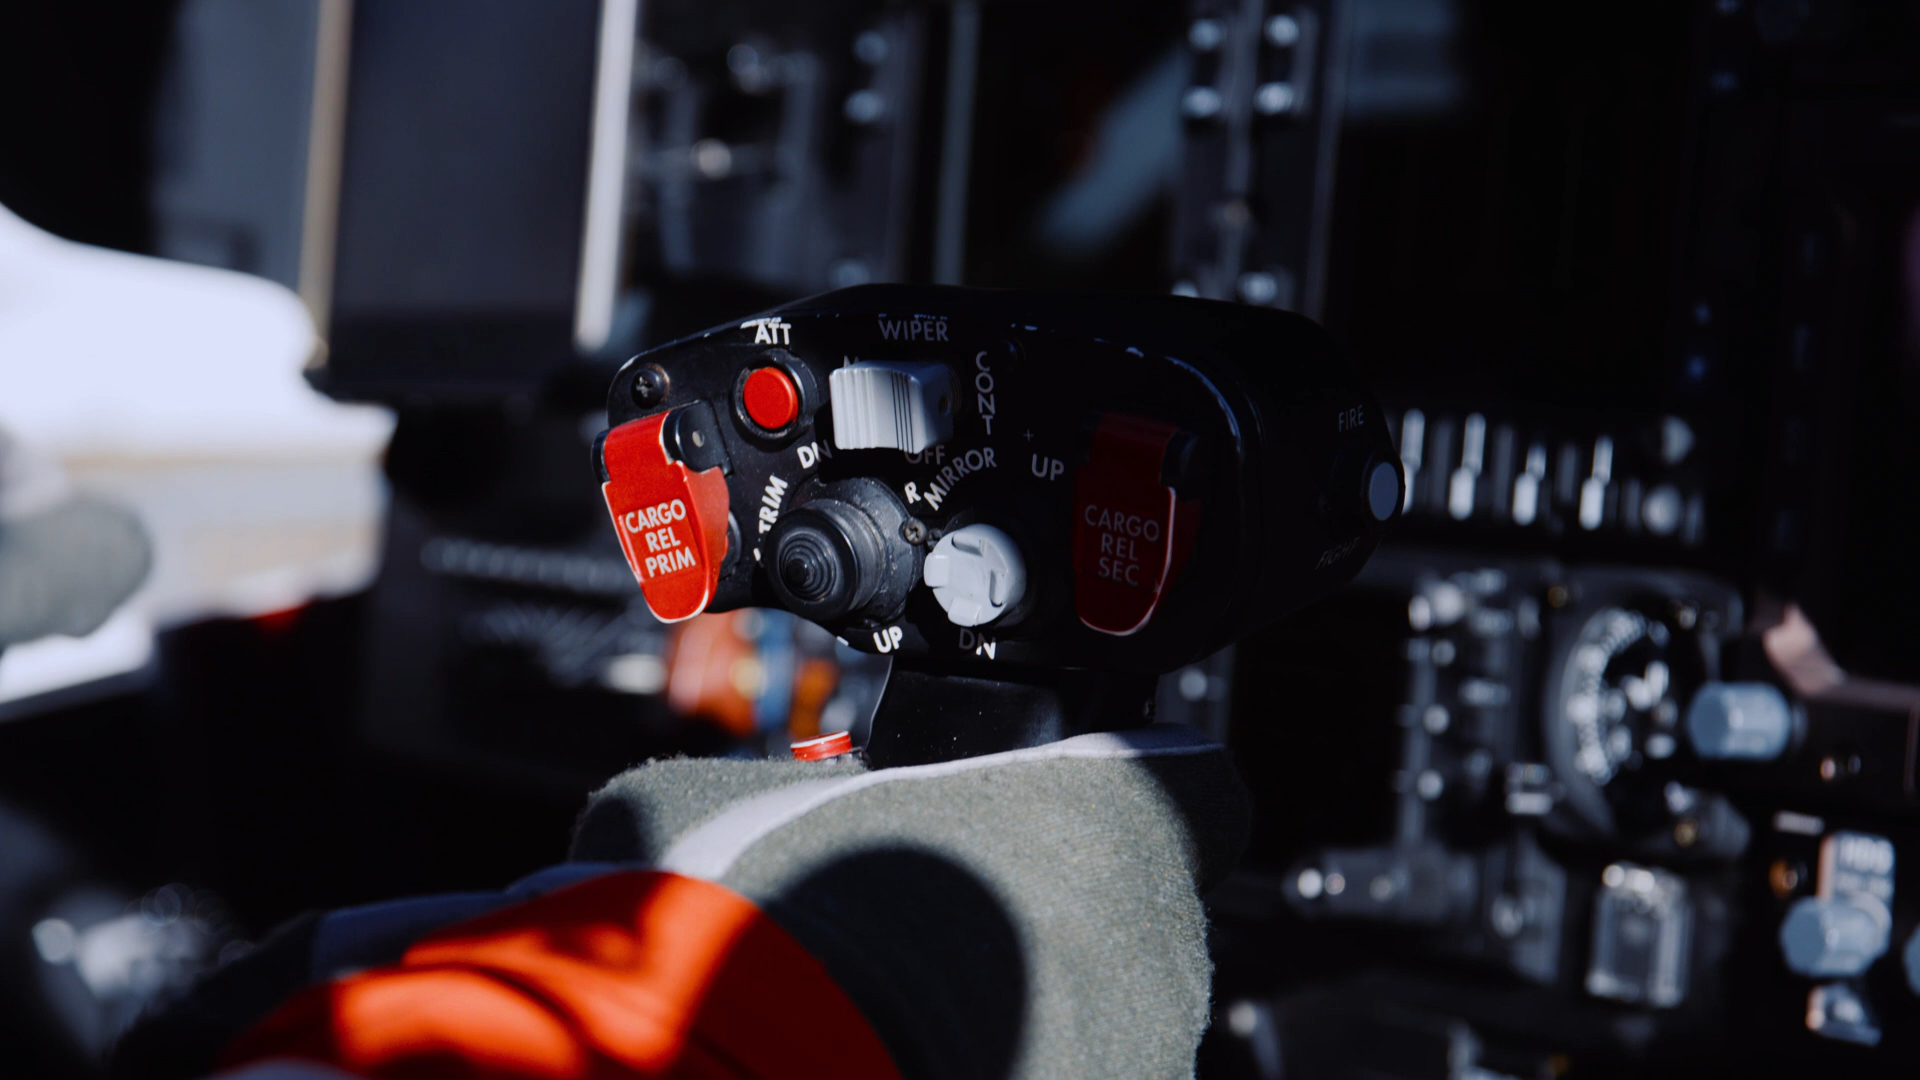 ATT
WIPER
CONT
DN
OFF
MIRROR
R
UP
TRIM
CARGO
REL
PRIM
CARGO
REL
SEC
UP
DN
FIRE